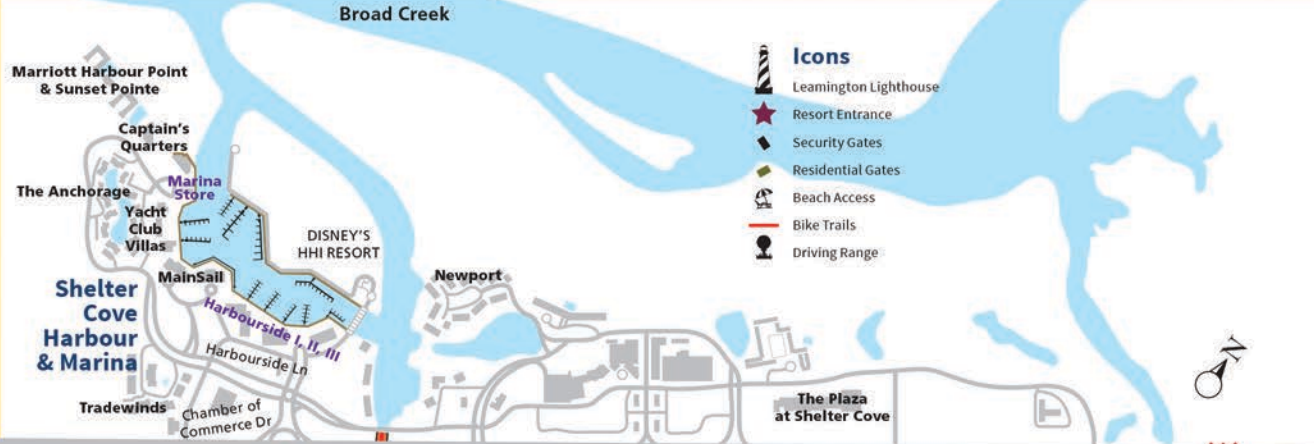 Broad Creek
Marriott Harbour Point
& Sunset Pointe
Captain's
Quarters
Marina
Store
The Anchorage
Yacht
Club
Villas
DISNEY'S
HHI RESORT
MainSail
Newport
Shelter
Cove
Harbour
& Marina
Harbourside I, II, III
Harbourside Ln
Tradewinds
Chamber of
Commerce Dr
The Plaza
at Shelter Cove
Icons
Leamington Lighthouse
Resort Entrance
Security Gates
Residential Gates
Beach Access
Bike Trails
Driving Range
N